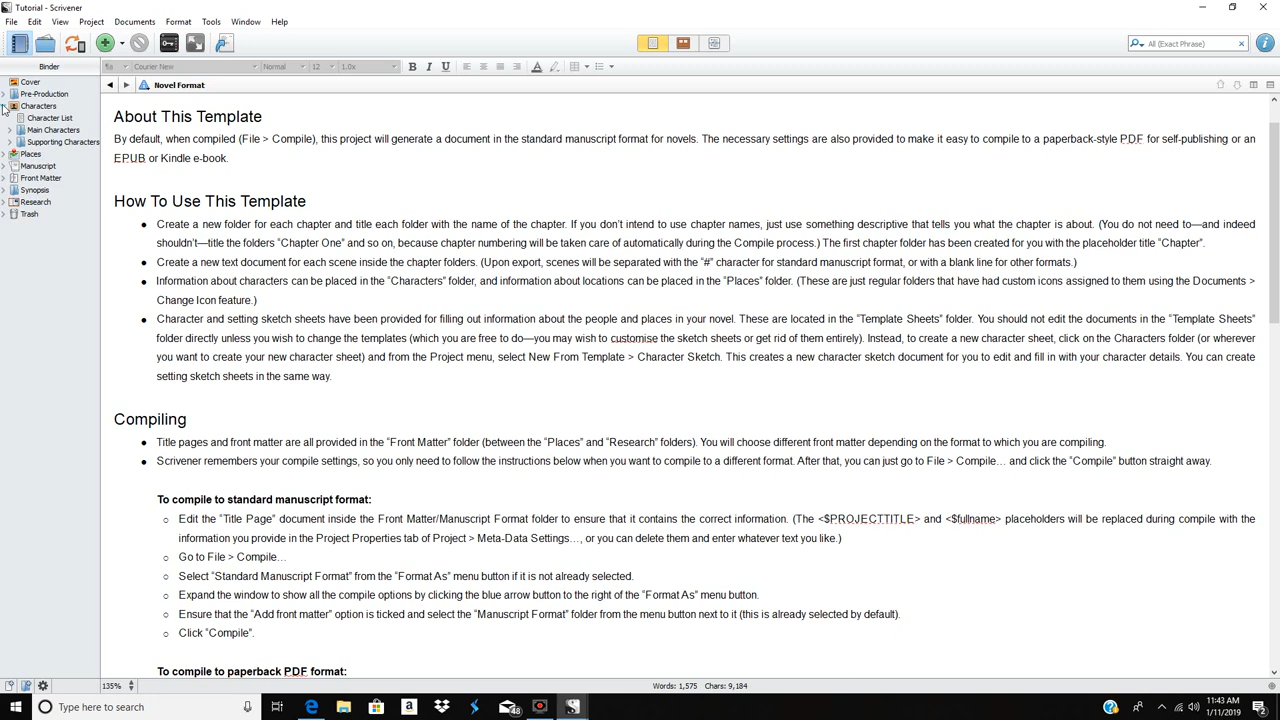 Tutorial - Scrivener
File Edit View Project Documents Format Tools Window Help
All (Exact Phrase)
Binder
Courier New Normal 12 1.0x B I U A
Cover
Pre-Production
Characters
Character List
Main Characters
Supporting Characters
Places
Manuscript
Front Matter
Synopsis
Research
Trash
Novel Format
About This Template
By default, when compiled (File > Compile), this project will generate a document in the standard manuscript format for novels. The necessary settings are also provided to make it easy to compile to a paperback-style PDF for self-publishing or an
EPUB or Kindle e-book.
How To Use This Template
● Create a new folder for each chapter and title each folder with the name of the chapter. If you don’t intend to use chapter names, just use something descriptive that tells you what the chapter is about. (You do not need to—and indeed
shouldn’t—title the folders “Chapter One” and so on, because chapter numbering will be taken care of automatically during the Compile process.) The first chapter folder has been created for you with the placeholder title “Chapter”.
● Create a new text document for each scene inside the chapter folders. (Upon export, scenes will be separated with the “#” character for standard manuscript format, or with a blank line for other formats.)
● Information about characters can be placed in the “Characters” folder, and information about locations can be placed in the “Places” folder. (These are just regular folders that have had custom icons assigned to them using the Documents >
Change Icon feature.)
● Character and setting sketch sheets have been provided for filling out information about the people and places in your novel. These are located in the “Template Sheets” folder. You should not edit the documents in the “Template Sheets”
folder directly unless you wish to change the templates (which you are free to do—you may wish to customise the sketch sheets or get rid of them entirely). Instead, to create a new character sheet, click on the Characters folder (or wherever
you want to create your new character sheet) and from the Project menu, select New From Template > Character Sketch. This creates a new character sketch document for you to edit and fill in with your character details. You can create
setting sketch sheets in the same way.
Compiling
● Title pages and front matter are all provided in the “Front Matter” folder (between the “Places” and “Research” folders). You will choose different front matter depending on the format to which you are compiling.
● Scrivener remembers your compile settings, so you only need to follow the instructions below when you want to compile to a different format. After that, you can just go to File > Compile… and click the “Compile” button straight away.
To compile to standard manuscript format:
○ Edit the “Title Page” document inside the Front Matter/Manuscript Format folder to ensure that it contains the correct information. (The <$PROJECTTITLE> and <$fullname> placeholders will be replaced during compile with the
information you provide in the Project Properties tab of Project > Meta-Data Settings…, or you can delete them and enter whatever text you like.)
○ Go to File > Compile…
○ Select “Standard Manuscript Format” from the “Format As” menu button if it is not already selected.
○ Expand the window to show all the compile options by clicking the blue arrow button to the right of the “Format As” menu button.
○ Ensure that the “Add front matter” option is ticked and select the “Manuscript Format” folder from the menu button next to it (this is already selected by default).
○ Click “Compile”.
To compile to paperback PDF format:
135% Words: 1,575 Chars: 9,184
Type here to search
48
11:43 AM
1/11/2019
2